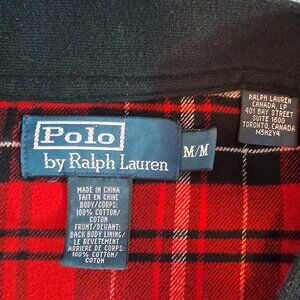 Polo
by Ralph Lauren
M/M
RALPH LAUREN
CANADA, LP
401 BAY STREET
SUITE 1600
TORONTO, CANADA
M5H2Y4
MADE IN CHINA
FAIT EN CHINE
BODY/CORPS:
100% COTTON/
COTON
FRONT/DEVANT:
BACK BODY LINING/
LE REVÊTEMENT
ARRIERE DE CORPS:
100% COTTON/
COTON